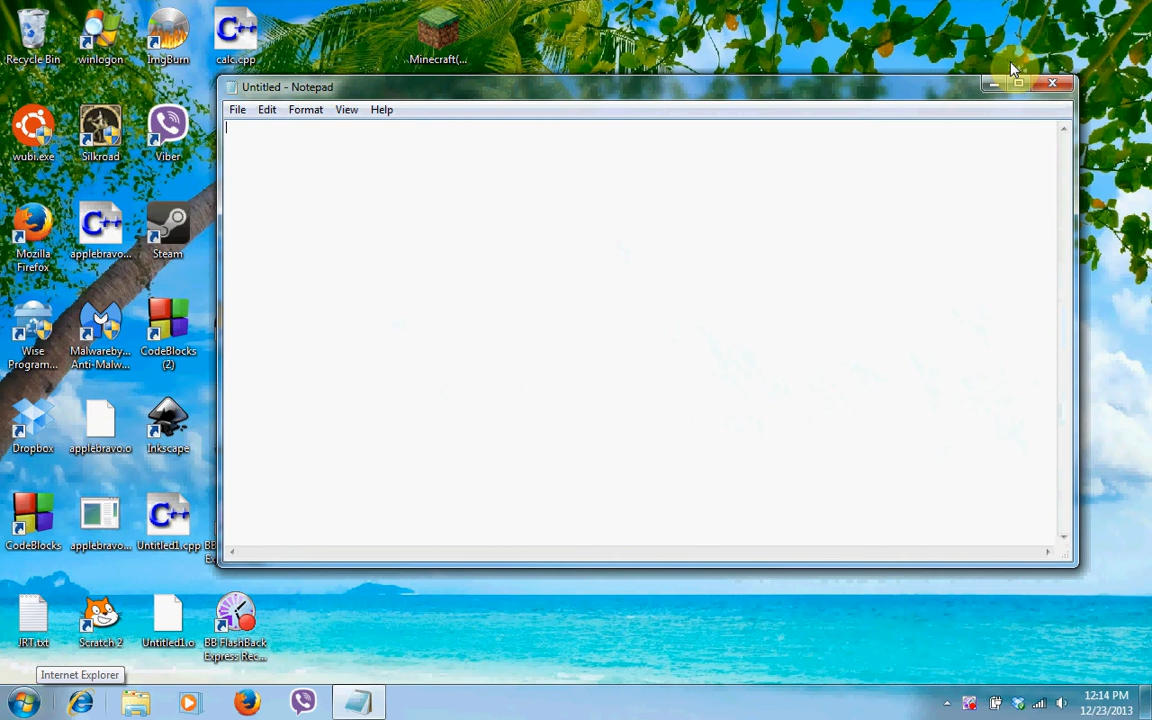 Recycle Bin
winlogon
ImgBurn
calc.cpp
Minecraft(...
Untitled - Notepad
File Edit Format View Help
wubi.exe
Silkroad
Viber
Mozilla
Firefox
applebravo...
Steam
Wise
Program...
Malwareby...
Anti-Malw...
CodeBlocks
(2)
Dropbox
applebravo.o
Inkscape
CodeBlocks
applebravo...
Untitled1.cpp
JRT.txt
Scratch 2
Untitled1.o
BB FlashBack
Express Rec...
Internet Explorer
12:14 PM
12/23/2013